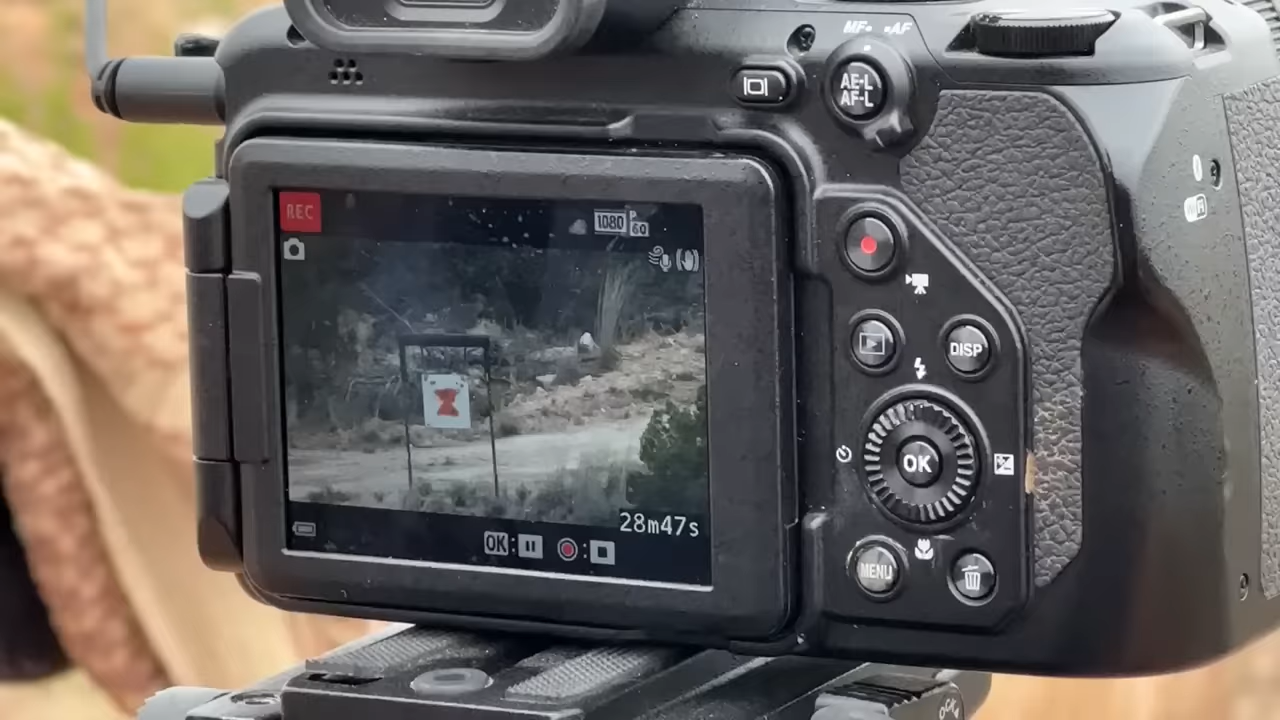 MF AF
AE-L
AF-L
REC
1080 P
60
DISP
OK
28m47s
OK:
MENU